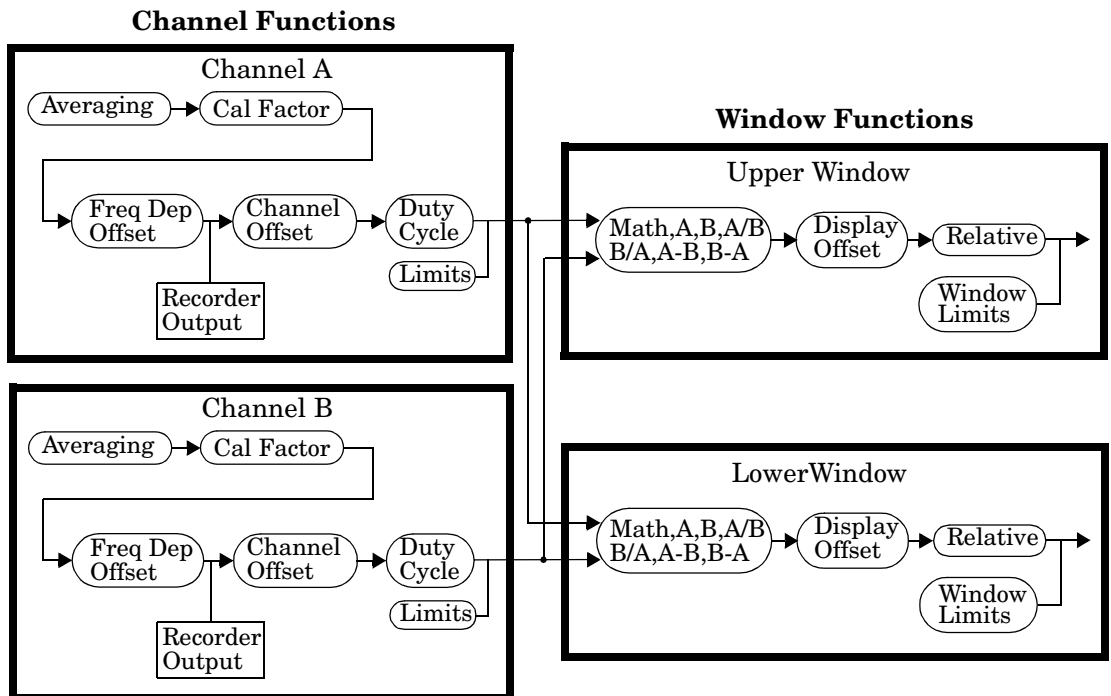 Channel Functions
Channel A
Averaging
Cal Factor
Freq Dep
Offset
Channel
Offset
Duty
Cycle
Limits
Recorder
Output
Channel B
Averaging
Cal Factor
Freq Dep
Offset
Channel
Offset
Duty
Cycle
Limits
Recorder
Output
Window Functions
Upper Window
Math,A,B,A/B
B/A,A-B,B-A
Display
Offset
Relative
Window
Limits
LowerWindow
Math,A,B,A/B
B/A,A-B,B-A
Display
Offset
Relative
Window
Limits